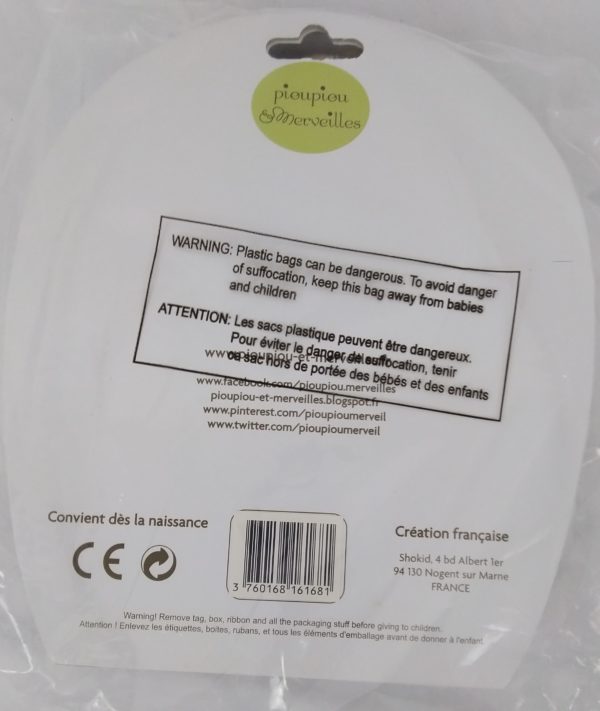 pioupiou
&Merveilles
WARNING: Plastic bags can be dangerous. To avoid danger
of suffocation, keep this bag away from babies
and children
ATTENTION: Les sacs plastique peuvent être dangereux.
Pour éviter le danger de suffocation, tenir
ce sac hors de portée des bébés et des enfants
www.pioupiou-et-merveilles
www.facebook.com/pioupiou.merveilles
pioupiou-et-merveilles.blogspot.fr
www.pinterest.com/pioupioumerveil
www.twitter.com/pioupioumerveil
Convient dès la naissance
CE
3 760168 161681
Création française
Shokid, 4 bd Albert 1er
94 130 Nogent sur Marne
FRANCE
Warning! Remove tag, box, ribbon and all the packaging stuff before giving to children.
Attention ! Enlevez les étiquettes, boites, rubans, et tous les éléments d'emballage avant de donner à l'enfant.